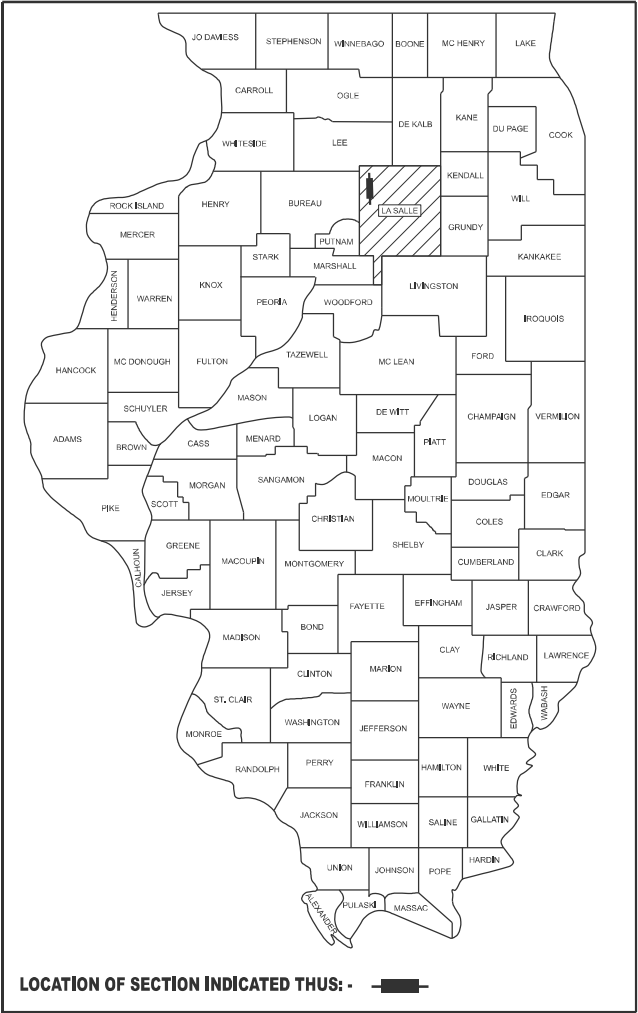 JO DAVIESS
STEPHENSON
WINNEBAGO
BOONE
MC HENRY
LAKE
CARROLL
OGLE
DE KALB
KANE
DU PAGE
COOK
WHITESIDE
LEE
KENDALL
WILL
ROCK ISLAND
HENRY
BUREAU
LA SALLE
GRUNDY
MERCER
PUTNAM
STARK
MARSHALL
KANKAKEE
HENDERSON
WARREN
KNOX
PEORIA
WOODFORD
LIVINGSTON
IROQUOIS
HANCOCK
MC DONOUGH
FULTON
TAZEWELL
MC LEAN
FORD
MASON
SCHUYLER
LOGAN
DE WITT
CHAMPAIGN
VERMILION
ADAMS
BROWN
CASS
MENARD
PIATT
MACON
MORGAN
SANGAMON
DOUGLAS
EDGAR
PIKE
SCOTT
CHRISTIAN
MOULTRIE
COLES
GREENE
MACOUPIN
MONTGOMERY
SHELBY
CUMBERLAND
CLARK
CALHOUN
JERSEY
FAYETTE
EFFINGHAM
JASPER
CRAWFORD
MADISON
BOND
CLAY
RICHLAND
LAWRENCE
CLINTON
MARION
ST. CLAIR
WAYNE
EDWARDS
WABASH
WASHINGTON
JEFFERSON
MONROE
RANDOLPH
PERRY
HAMILTON
WHITE
FRANKLIN
JACKSON
WILLIAMSON
SALINE
GALLATIN
UNION
JOHNSON
POPE
HARDIN
ALEXANDER
PULASKI
MASSAC
LOCATION OF SECTION INDICATED THUS: -